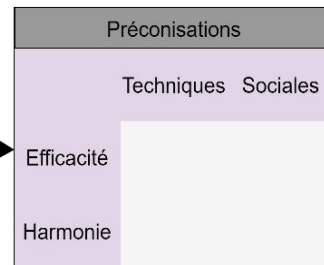 Préconisations
Techniques Sociales
Efficacité
Harmonie